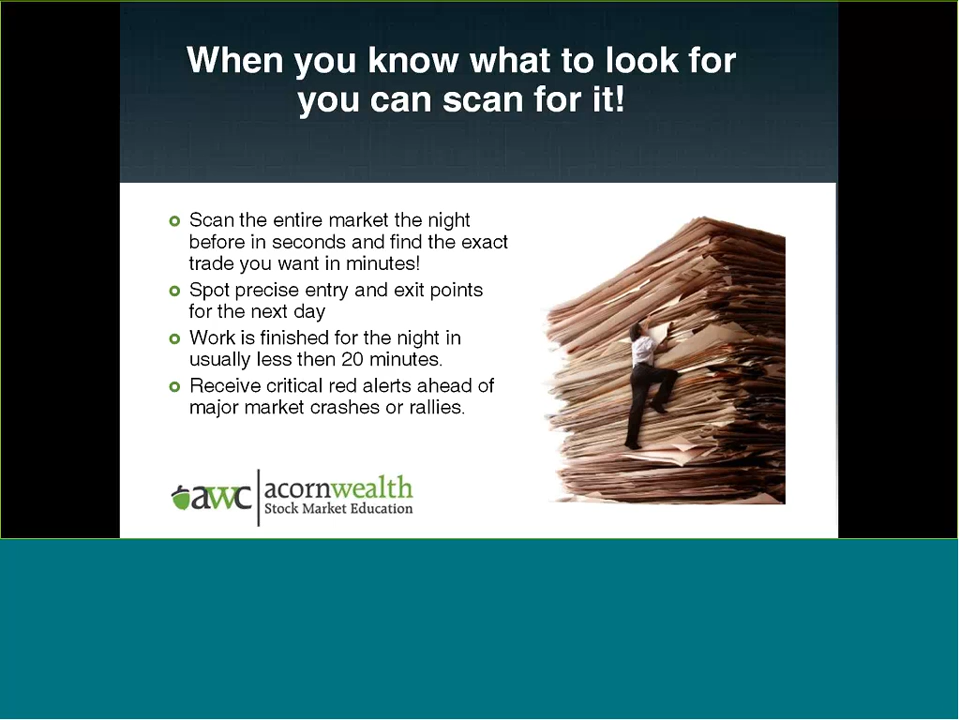 When you know what to look for
you can scan for it!
Scan the entire market the night
before in seconds and find the exact
trade you want in minutes!
Spot precise entry and exit points
for the next day
Work is finished for the night in
usually less then 20 minutes.
Receive critical red alerts ahead of
major market crashes or rallies.
awc acornwealth
Stock Market Education